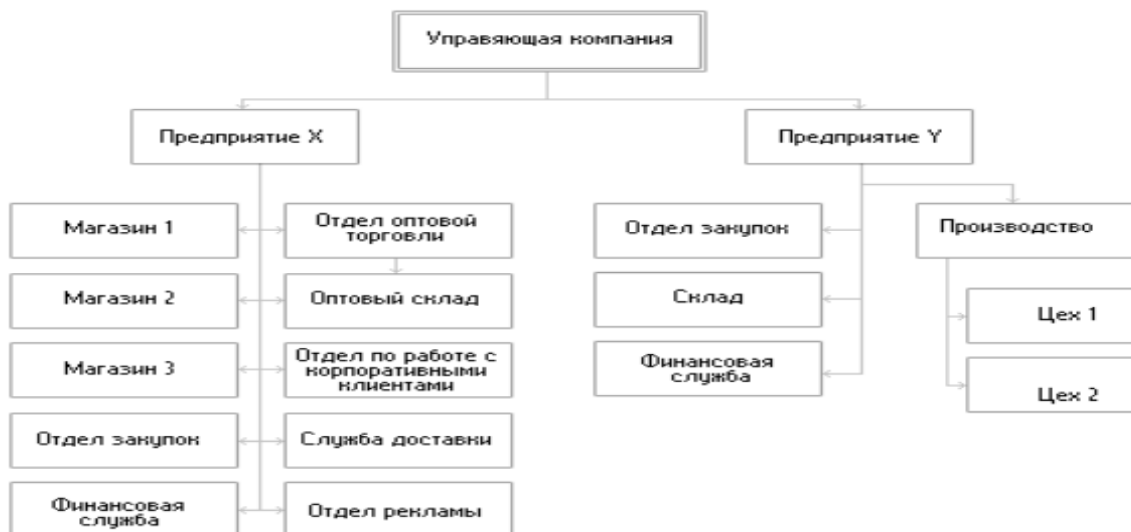 Управяющая компания
Предприятие X
Предприятие Y
Магазин 1
Отдел оптовой
торговли
Отдел закупок
Производство
Магазин 2
Оптовый склад
Склад
Цех 1
Магазин 3
Отдел по работе с
корпоративными
клиентами
Финансовая
служба
Цех 2
Отдел закупок
Служба доставки
Финансовая
служба
Отдел рекламы